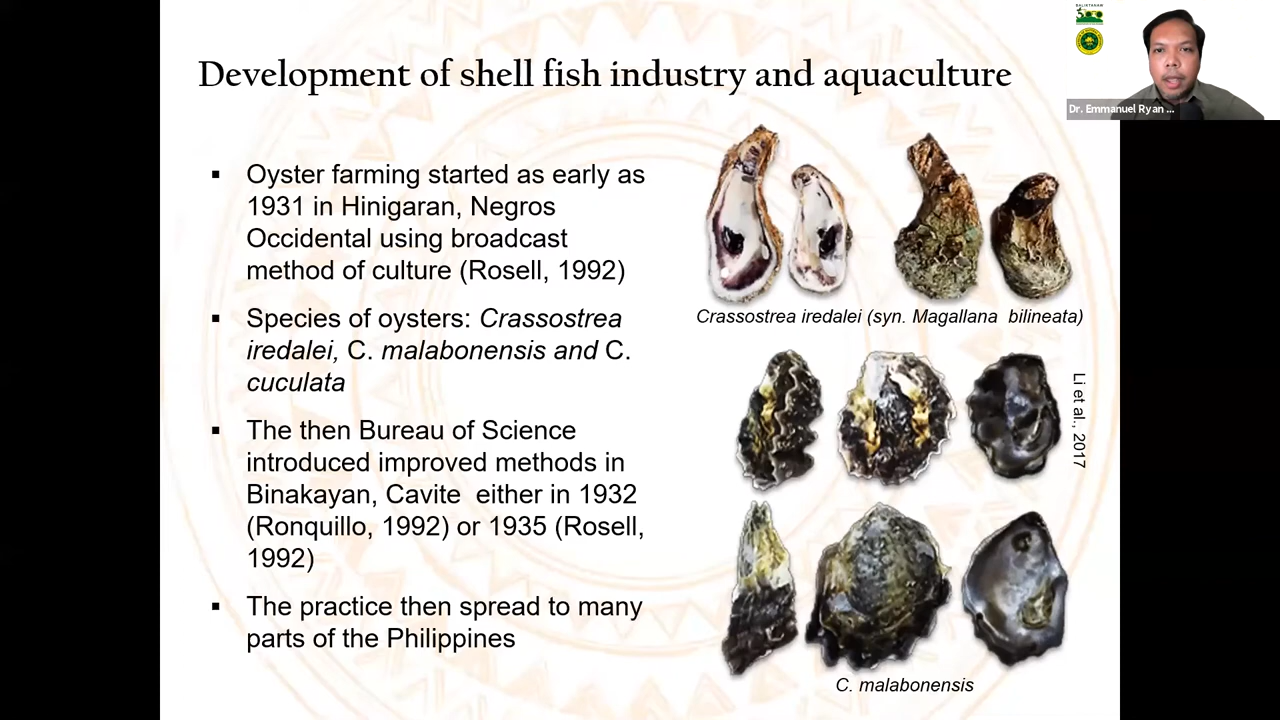 Development of shell fish industry and aquaculture
Dr. Emmanuel Ryan ...
▪ Oyster farming started as early as
1931 in Hinigaran, Negros
Occidental using broadcast
method of culture (Rosell, 1992)
▪ Species of oysters: Crassostrea
iredalei, C. malabonensis and C.
cuculata
▪ The then Bureau of Science
introduced improved methods in
Binakayan, Cavite either in 1932
(Ronquillo, 1992) or 1935 (Rosell,
1992)
▪ The practice then spread to many
parts of the Philippines
Crassostrea iredalei (syn. Magallana bilineata)
Li et al., 2017
C. malabonensis